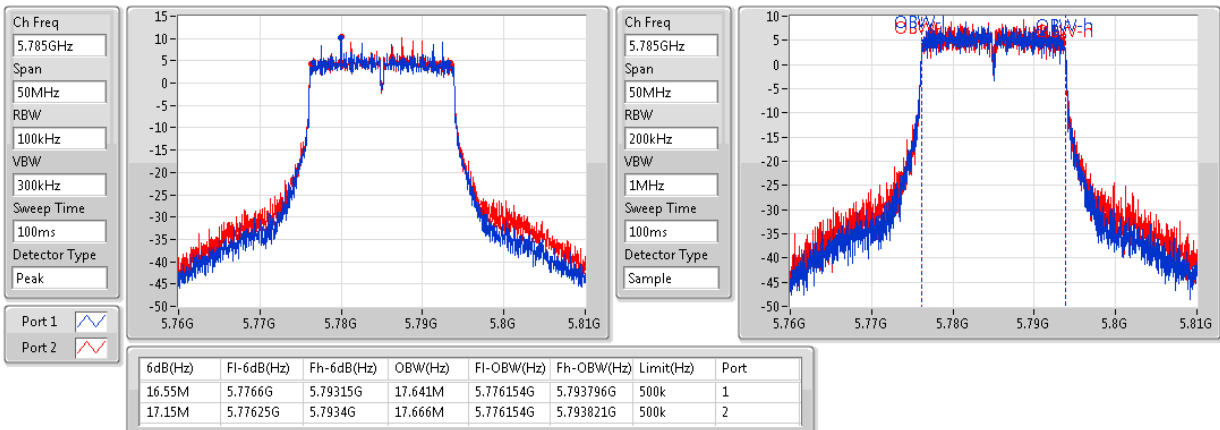 Ch Freq
5.785GHz
Span
50MHz
RBW
100kHz
VBW
300kHz
Sweep Time
100ms
Detector Type
Peak
Port 1
Port 2
15
10
5
0
-5
-10
-15
-20
-25
-30
-35
-40
-45
-50
5.76G 5.77G 5.78G 5.79G 5.8G 5.81G
Ch Freq
5.785GHz
Span
50MHz
RBW
200kHz
VBW
1MHz
Sweep Time
100ms
Detector Type
Sample
OBW-l OBW-h
OBW-l OBW-h
10
5
0
-5
-10
-15
-20
-25
-30
-35
-40
-45
-50
5.76G 5.77G 5.78G 5.79G 5.8G 5.81G
6dB(Hz) Fl-6dB(Hz) Fh-6dB(Hz) OBW(Hz) Fl-OBW(Hz) Fh-OBW(Hz) Limit(Hz) Port
16.55M 5.7766G 5.79315G 17.641M 5.776154G 5.793796G 500k 1
17.15M 5.77625G 5.7934G 17.666M 5.776154G 5.793821G 500k 2